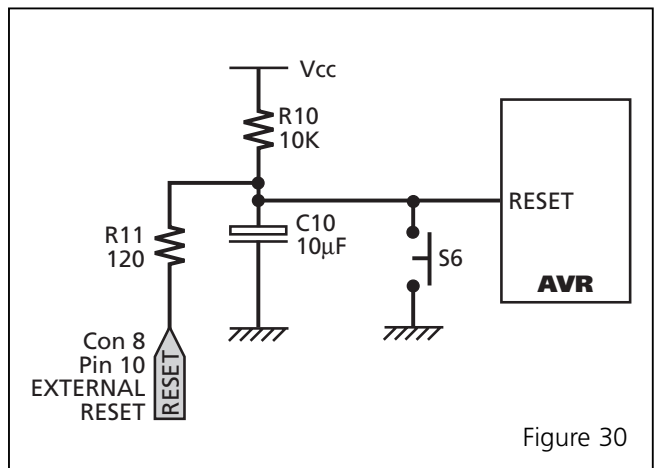 Vcc
R10
10K
RESET
C10
10µF
S6
AVR
R11
120
Con 8
Pin 10
EXTERNAL
RESET
RESET
Figure 30